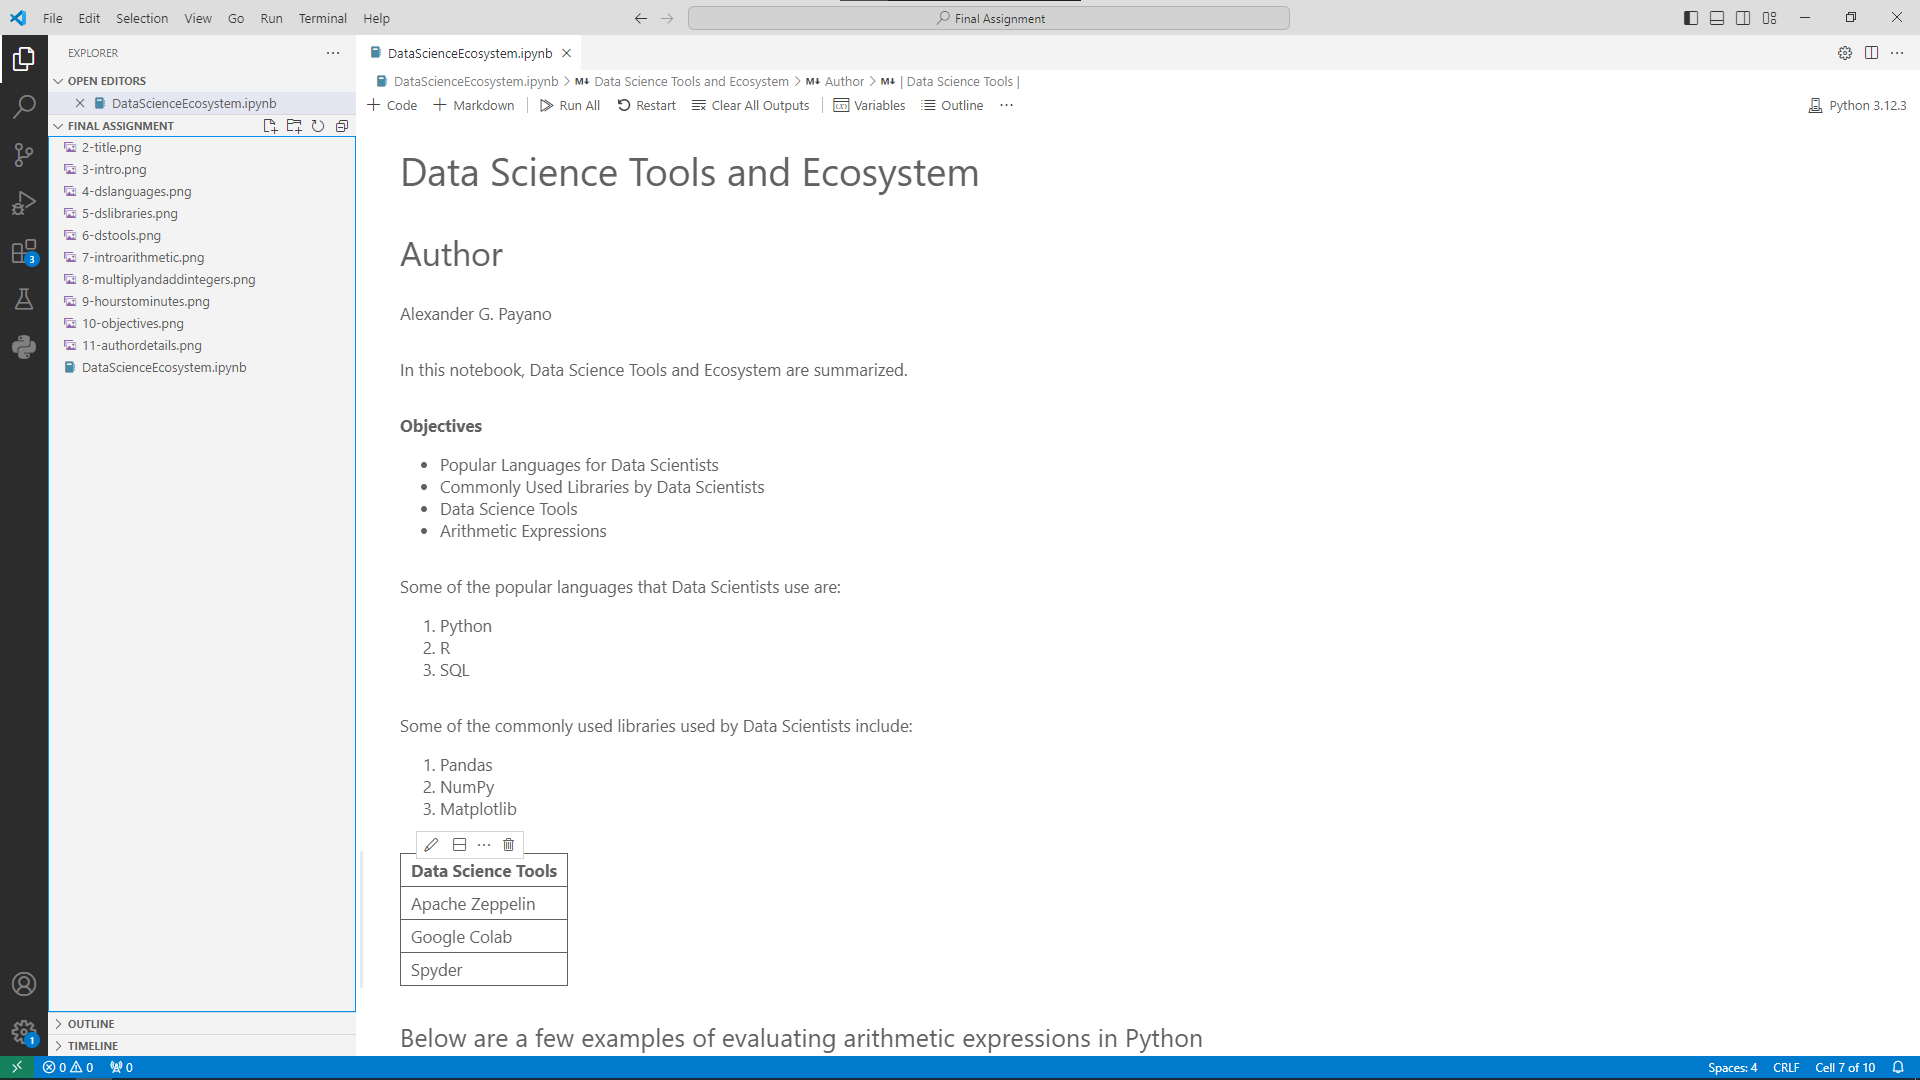 File Edit Selection View Go Run Terminal Help
Final Assignment
EXPLORER
OPEN EDITORS
DataScienceEcosystem.ipynb
FINAL ASSIGNMENT
2-title.png
3-intro.png
4-dslanguages.png
5-dslibraries.png
6-dstools.png
7-introarithmetic.png
8-multiplyandaddintegers.png
9-hourstominutes.png
10-objectives.png
11-authordetails.png
DataScienceEcosystem.ipynb
OUTLINE
TIMELINE
3
1
DataScienceEcosystem.ipynb
DataScienceEcosystem.ipynb > M↓ Data Science Tools and Ecosystem > M↓ Author > M↓ | Data Science Tools |
+ Code + Markdown | Run All Restart Clear All Outputs | Variables Outline ...
Python 3.12.3
Data Science Tools and Ecosystem
Author
Alexander G. Payano
In this notebook, Data Science Tools and Ecosystem are summarized.
Objectives
• Popular Languages for Data Scientists
• Commonly Used Libraries by Data Scientists
• Data Science Tools
• Arithmetic Expressions
Some of the popular languages that Data Scientists use are:
1. Python
2. R
3. SQL
Some of the commonly used libraries used by Data Scientists include:
1. Pandas
2. NumPy
3. Matplotlib
Data Science Tools
Apache Zeppelin
Google Colab
Spyder
Below are a few examples of evaluating arithmetic expressions in Python
0 0 0
Spaces: 4 CRLF Cell 7 of 10